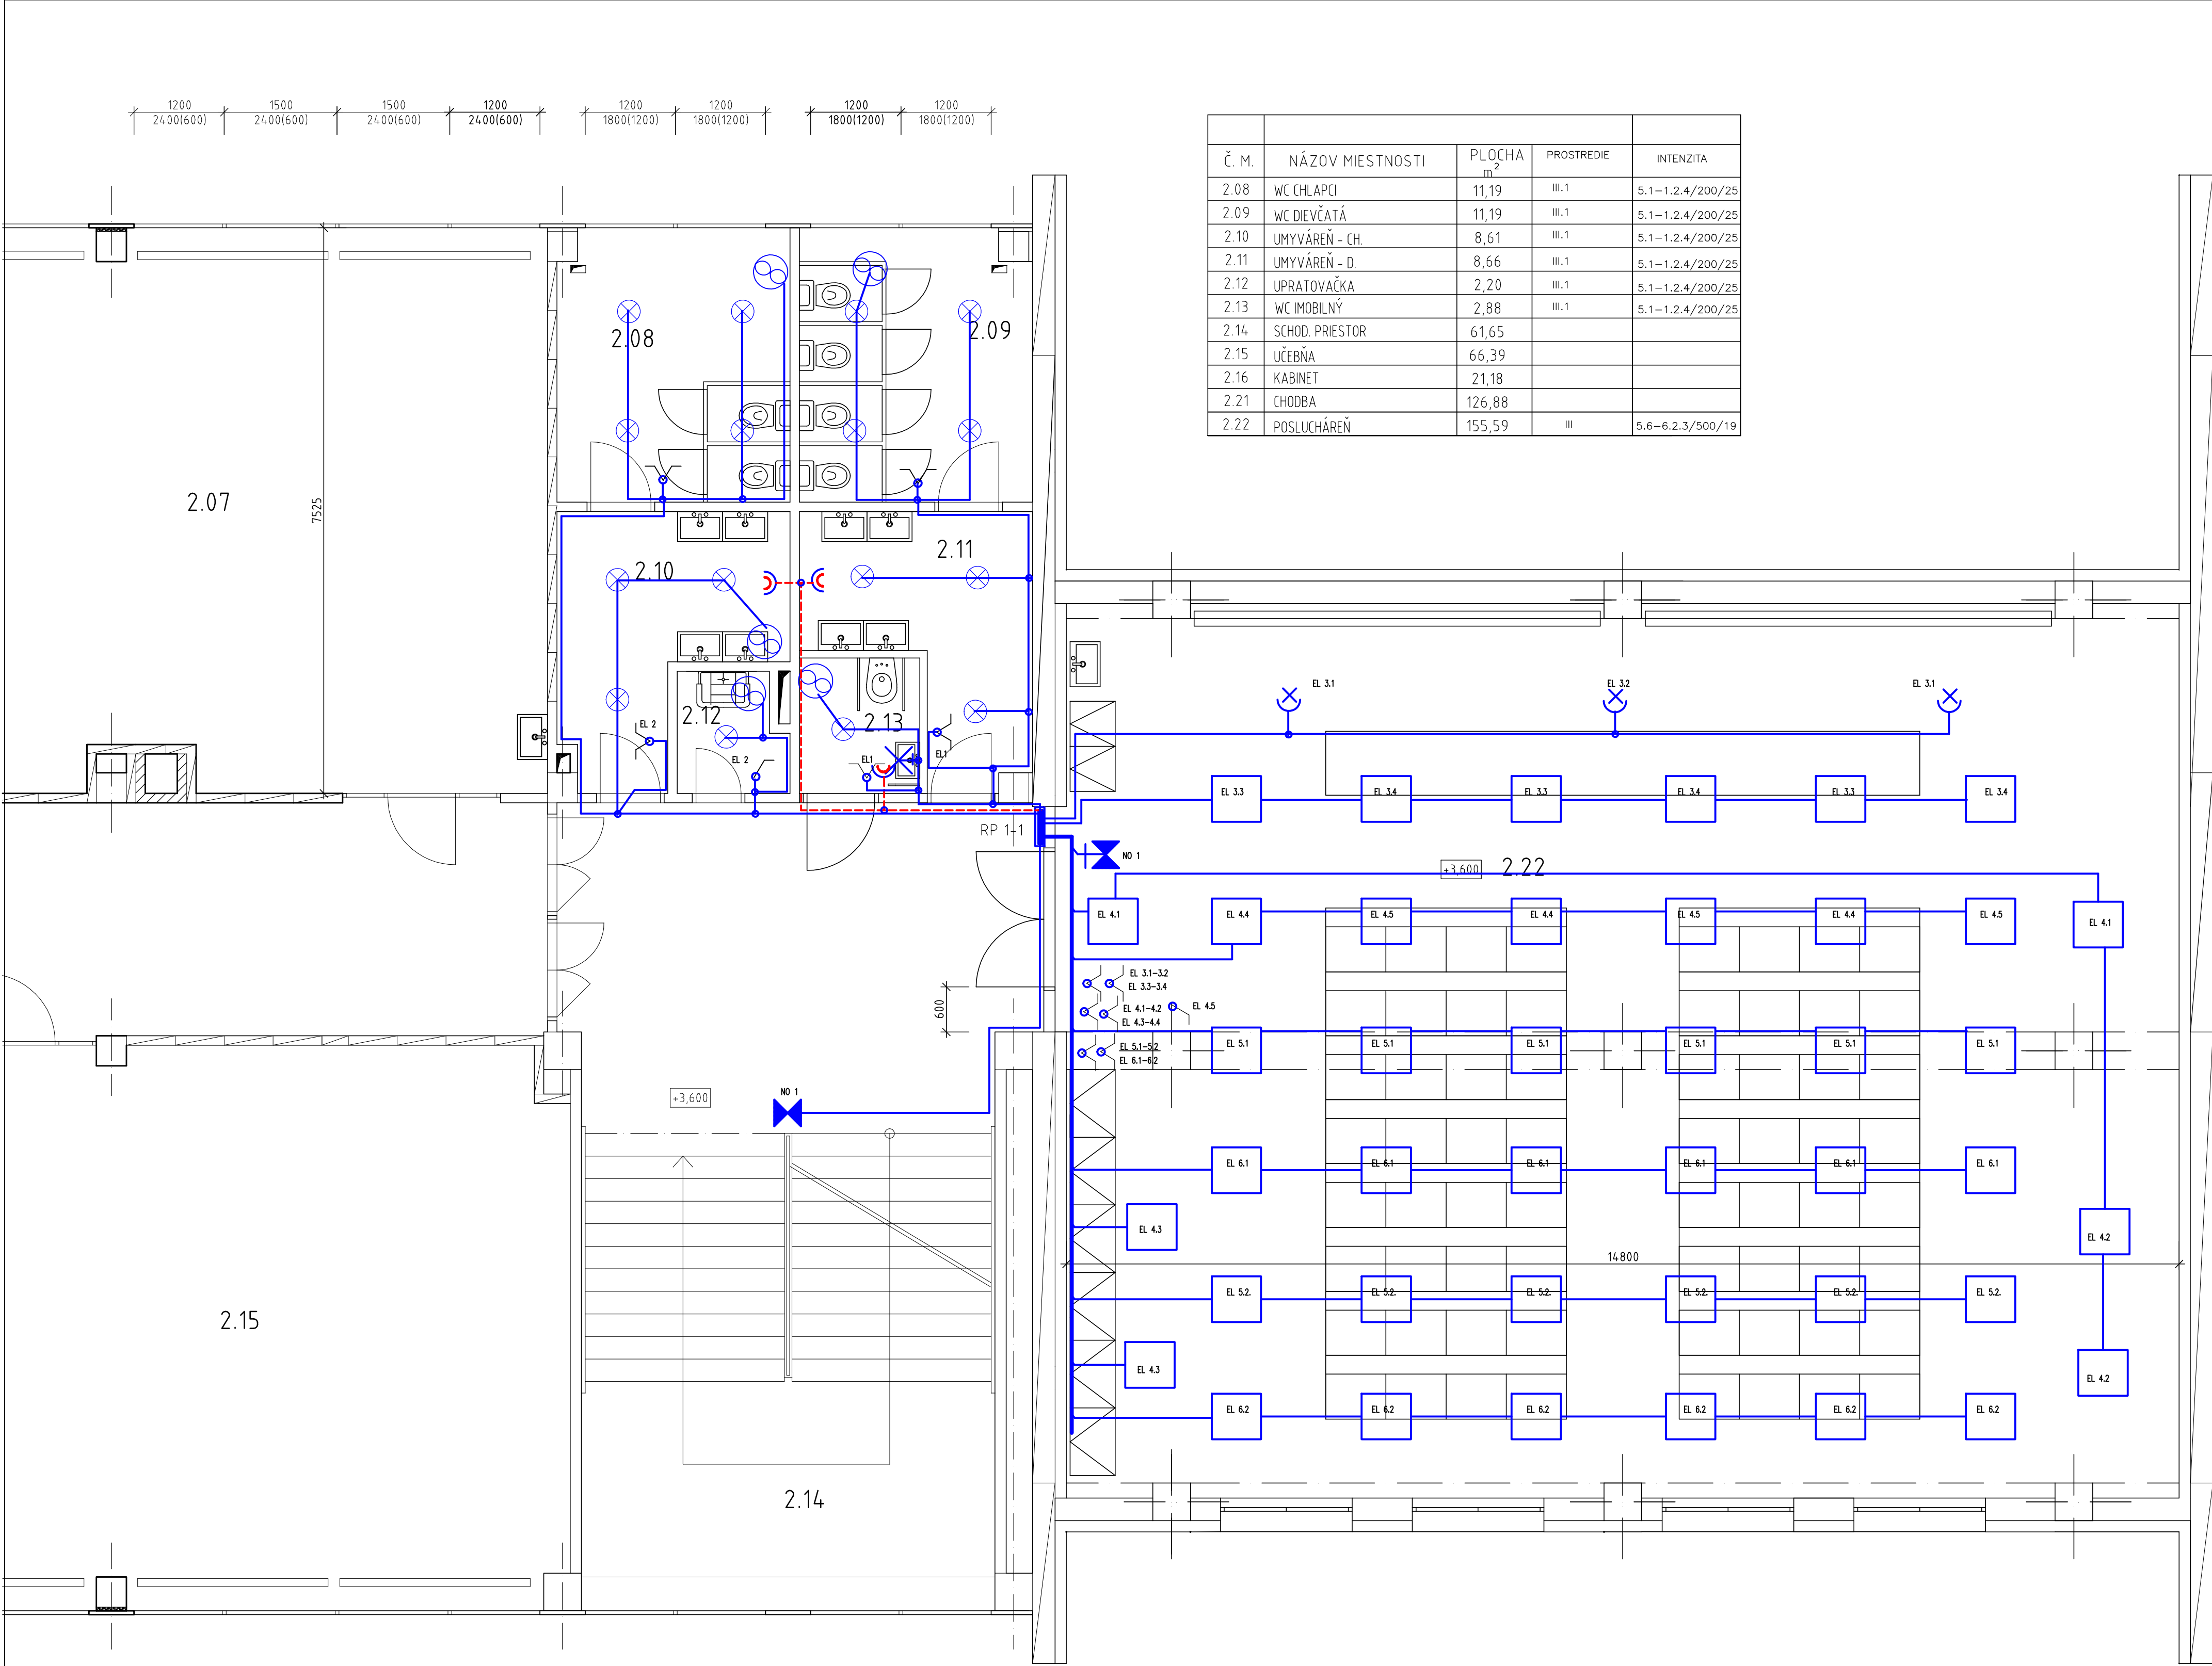 1200 1500 1500 1200 1200 1200 1200 1200
2400(600) 2400(600) 2400(600) 2400(600) 1800(1200) 1800(1200) 1800(1200) 1800(1200)
Č. M. NÁZOV MIESTNOSTI PLOCHA m² PROSTREDIE INTENZITA
2.08 WC CHLAPCI 11,19 III.1 5.1-1.2.4/200/25
2.09 WC DIEVČATÁ 11,19 III.1 5.1-1.2.4/200/25
2.10 UMYVÁREŇ - CH. 8,61 III.1 5.1-1.2.4/200/25
2.11 UMYVÁREŇ - D. 8,66 III.1 5.1-1.2.4/200/25
2.12 UPRATOVAČKA 2,20 III.1 5.1-1.2.4/200/25
2.13 WC IMOBILNÝ 2,88 III.1 5.1-1.2.4/200/25
2.14 SCHOD. PRIESTOR 61,65
2.15 UČEBŇA 66,39
2.16 KABINET 21,18
2.21 CHODBA 126,88
2.22 POSLUCHÁREŇ 155,59 III 5.6-6.2.3/500/19
2.08 2.09
2.07
7525
2.10 2.11
2.12 2.13
EL 2
EL 2
EL1
EL1
RP 1-1
EL 3.1 EL 3.2 EL 3.1
EL 3.3 EL 3.4 EL 3.3 EL 3.4 EL 3.3 EL 3.4
NO 1
+3,600 2.22
EL 4.1 EL 4.4 EL 4.5 EL 4.4 EL 4.5 EL 4.4 EL 4.5 EL 4.1
EL 3.1-3.2
EL 3.3-3.4
EL 4.1-4.2
EL 4.3-4.4
EL 4.5
600
EL 5.1-5.2
EL 6.1-6.2
EL 5.1 EL 5.1 EL 5.1 EL 5.1 EL 5.1 EL 5.1
+3,600
NO 1
EL 6.1 EL 6.1 EL 6.1 EL 6.1 EL 6.1 EL 6.1
EL 4.3
EL 4.2
14800
EL 5.2. EL 5.2. EL 5.2. EL 5.2. EL 5.2. EL 5.2.
2.15
EL 4.3
EL 4.2
EL 6.2 EL 6.2 EL 6.2 EL 6.2 EL 6.2 EL 6.2
2.14